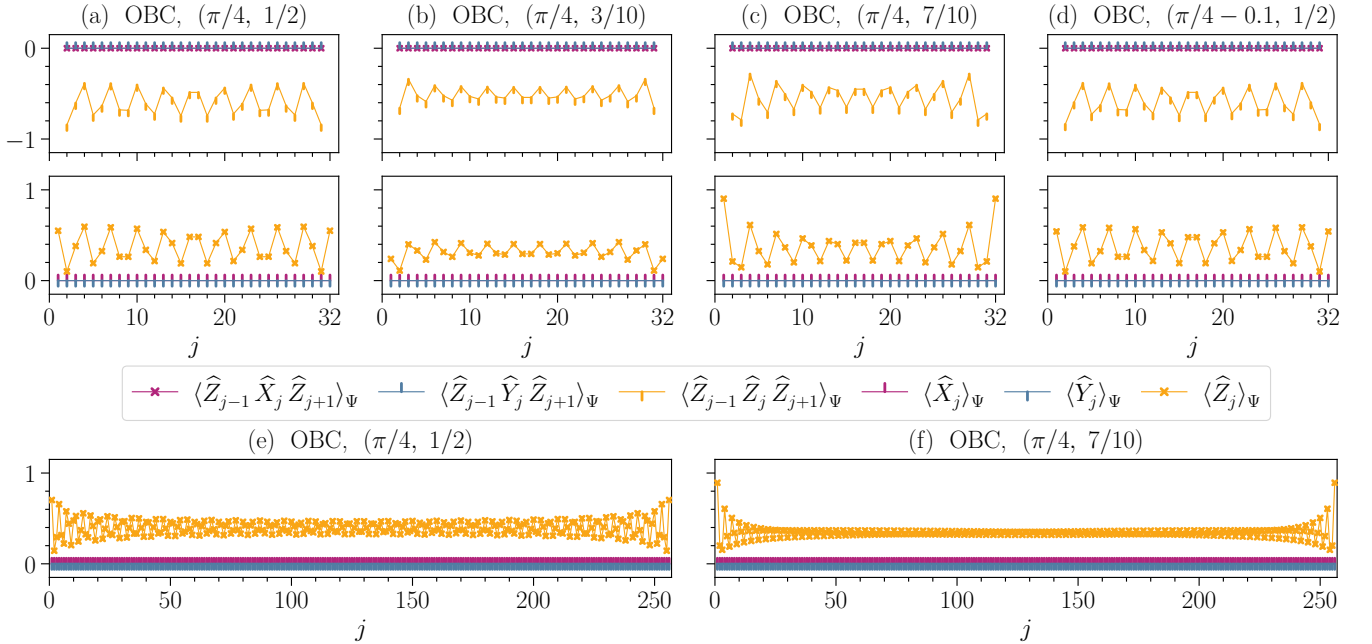 (a) OBC, (π/4, 1/2)
(b) OBC, (π/4, 3/10)
(c) OBC, (π/4, 7/10)
(d) OBC, (π/4 − 0.1, 1/2)
0
−1
1
0
1 10 20 32
1 10 20 32
1 10 20 32
1 10 20 32
j j j j
⟨Ẑ_{j−1} X̂_j Ẑ_{j+1}⟩_Ψ ⟨Ẑ_{j−1} Ŷ_j Ẑ_{j+1}⟩_Ψ ⟨Ẑ_{j−1} Ẑ_j Ẑ_{j+1}⟩_Ψ ⟨X̂_j⟩_Ψ ⟨Ŷ_j⟩_Ψ ⟨Ẑ_j⟩_Ψ
(e) OBC, (π/4, 1/2)
(f) OBC, (π/4, 7/10)
1
0
0 50 100 150 200 250
0 50 100 150 200 250
j j